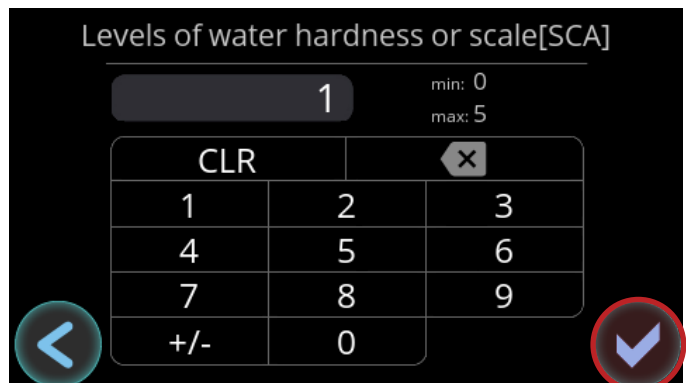 Levels of water hardness or scale[SCA]
1
min: 0
max: 5
CLR
1 2 3
4 5 6
7 8 9
+/- 0